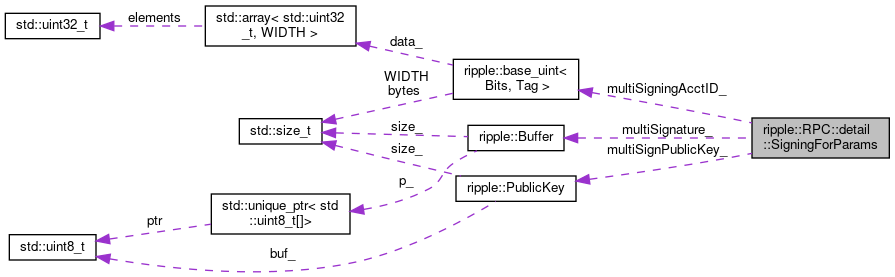 std::uint32_t
elements
std::array< std::uint32
_t, WIDTH >
data_
ripple::base_uint<
Bits, Tag >
multiSigningAcctID_
WIDTH
bytes
std::size_t
size_
ripple::Buffer
multiSignature_
ripple::RPC::detail
::SigningForParams
size_
multiSignPublicKey_
p_
ripple::PublicKey
std::unique_ptr< std
::uint8_t[]>
ptr
std::uint8_t
buf_